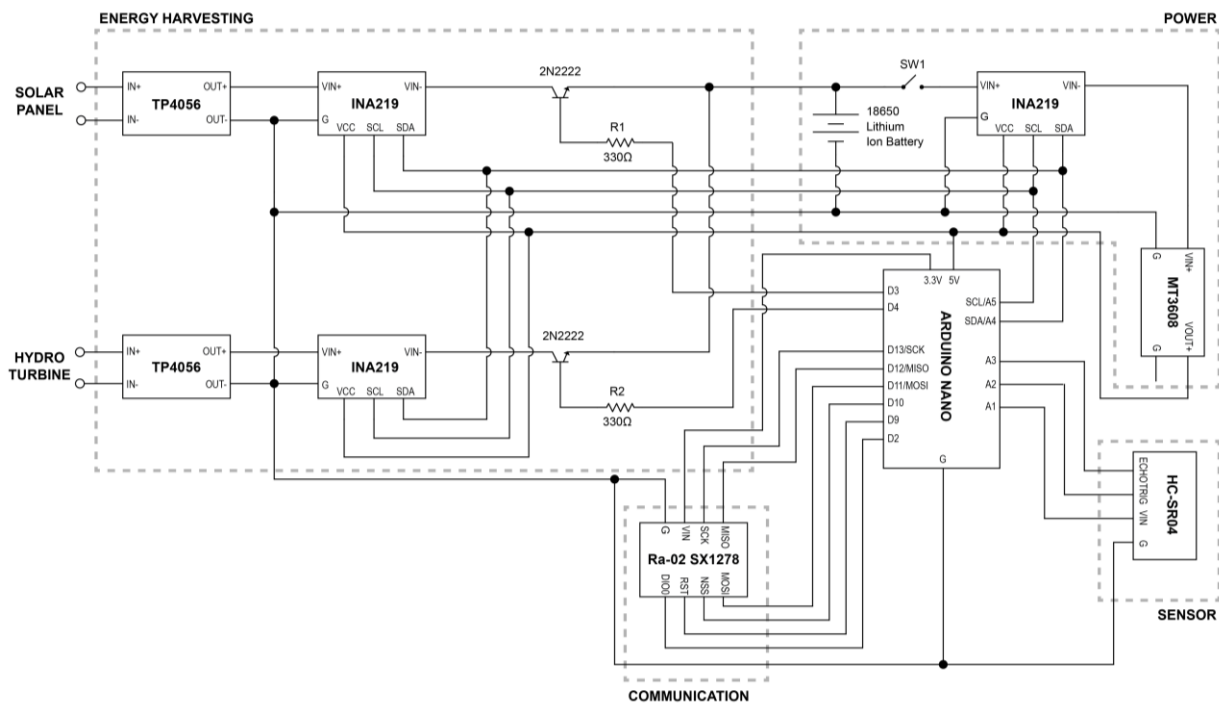 ENERGY HARVESTING
POWER
SOLAR
PANEL
IN+
IN-
TP4056
OUT+
OUT-
VIN+
VIN-
INA219
G
VCC
SCL
SDA
2N2222
R1
330Ω
18650
Lithium
Ion Battery
SW1
VIN+
VIN-
INA219
G
VCC
SCL
SDA
G
VIN+
MT3608
G
VOUT+
HYDRO
TURBINE
IN+
IN-
TP4056
OUT+
OUT-
VIN+
VIN-
INA219
G
VCC
SCL
SDA
2N2222
R2
330Ω
3.3V
5V
D3
D4
D13/SCK
D12/MISO
D11/MOSI
D10
D9
D2
ARDUINO NANO
SCL/A5
SDA/A4
A3
A2
A1
G
ECHO
TRIG
VIN
G
HC-SR04
SENSOR
G
VIN
SCK
MISO
Ra-02 SX1278
DIO0
RST
NSS
MOSI
COMMUNICATION